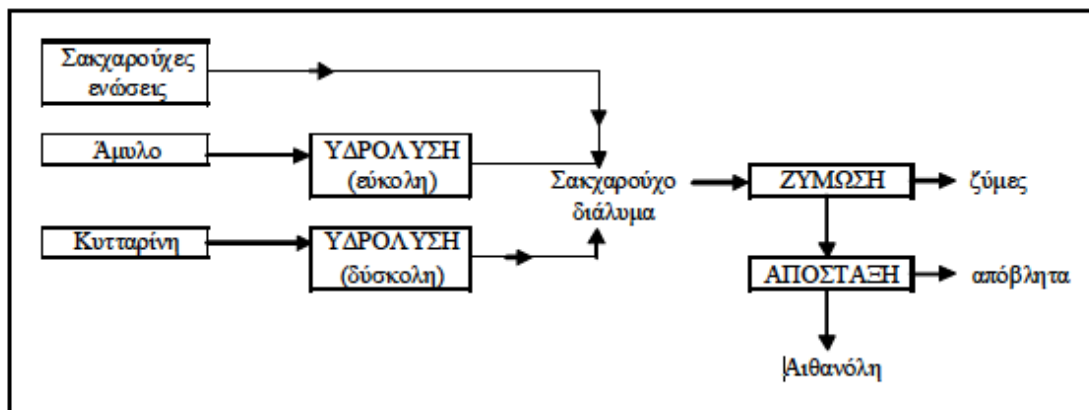 Σακχαρούχες
ενώσεις
Άμυλο
ΥΔΡΟΛΥΣΗ
(εύκολη)
Κυτταρίνη
ΥΔΡΟΛΥΣΗ
(δύσκολη)
Σακχαρούχο
διάλυμα
ΖΥΜΩΣΗ
ζύμες
ΑΠΟΣΤΑΞΗ
απόβλητα
Αιθανόλη